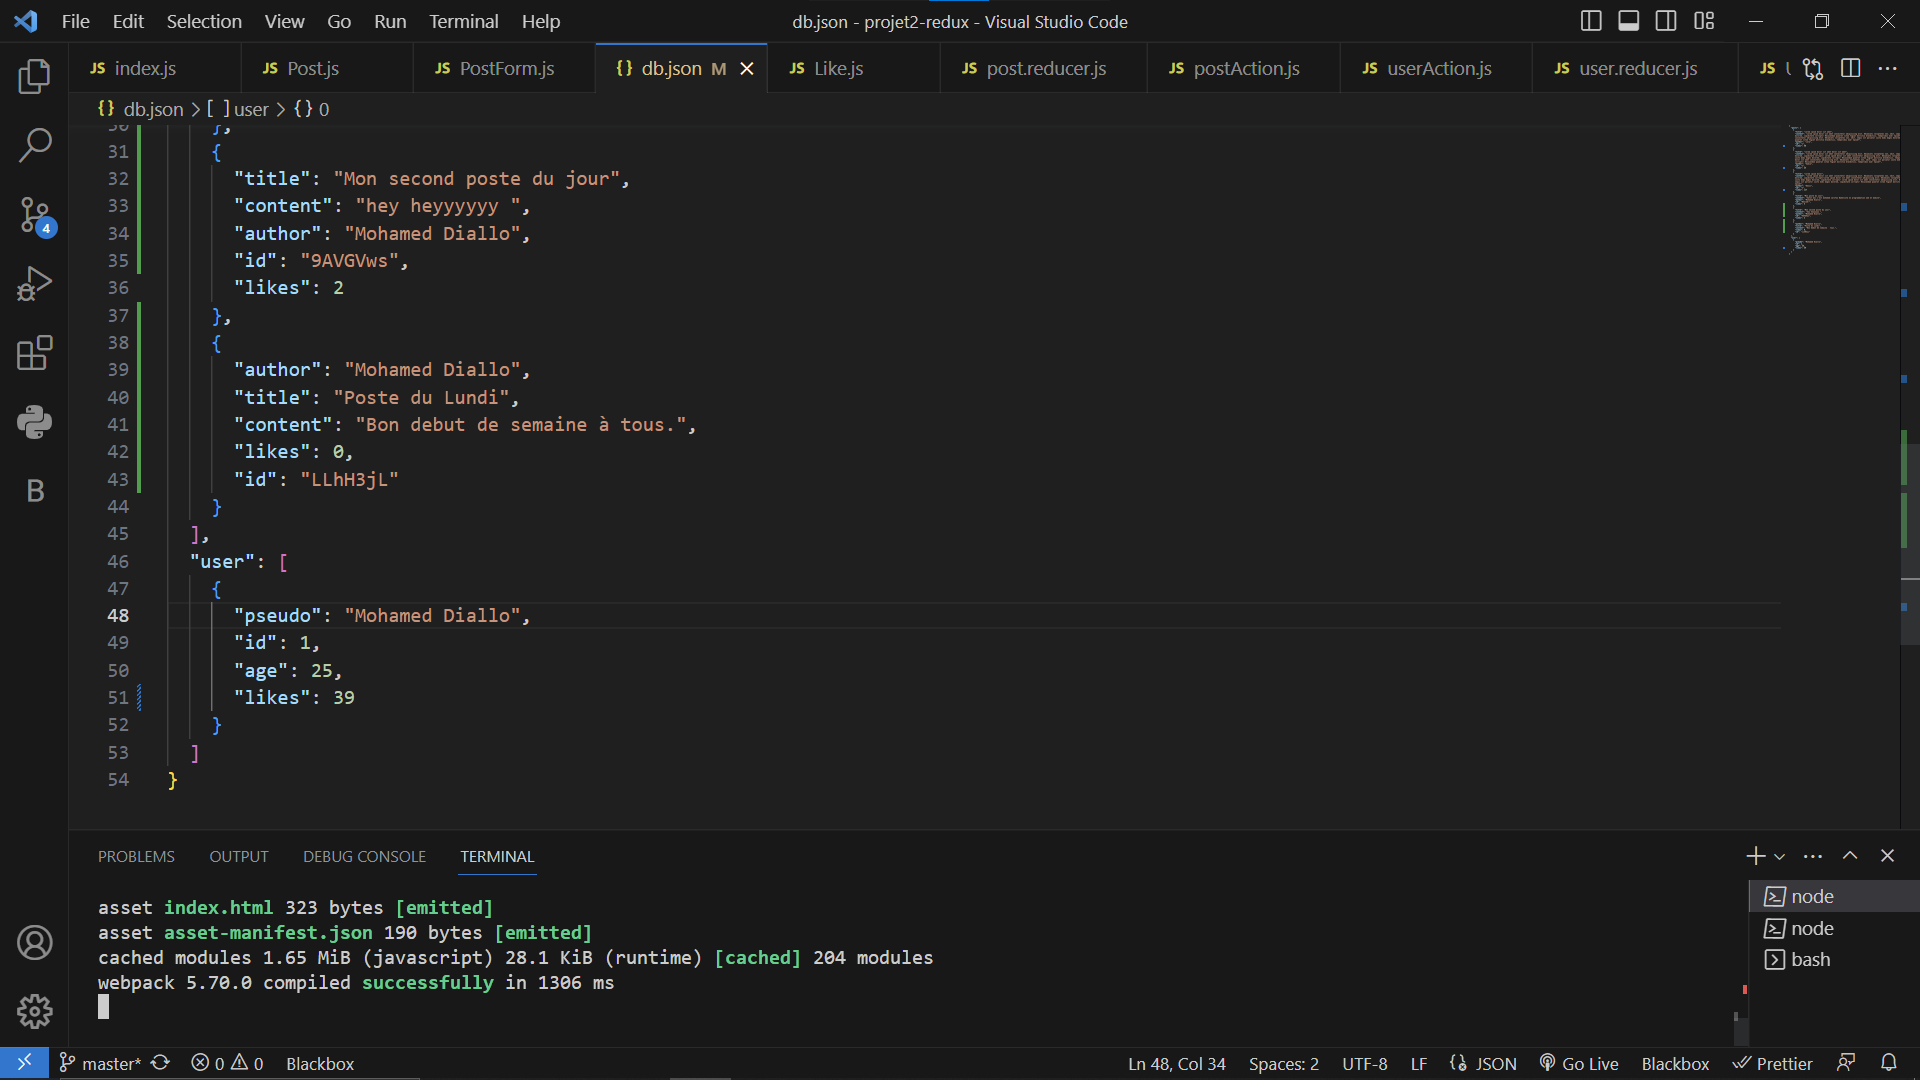 File Edit Selection View Go Run Terminal Help
db.json - projet2-redux - Visual Studio Code
JS index.js JS Post.js JS PostForm.js {} db.json M JS Like.js JS post.reducer.js JS postAction.js JS userAction.js JS user.reducer.js JS
{} db.json > [ ] user > {} 0
30 },
31 {
32 "title": "Mon second poste du jour",
33 "content": "hey heyyyyyy ",
34 "author": "Mohamed Diallo",
35 "id": "9AVGVws",
36 "likes": 2
37 },
38 {
39 "author": "Mohamed Diallo",
40 "title": "Poste du Lundi",
41 "content": "Bon debut de semaine à tous.",
42 "likes": 0,
43 "id": "LLhH3jL"
44 }
45 ],
46 "user": [
47 {
48 "pseudo": "Mohamed Diallo",
49 "id": 1,
50 "age": 25,
51 "likes": 39
52 }
53 ]
54 }
4
B
PROBLEMS OUTPUT DEBUG CONSOLE TERMINAL
asset index.html 323 bytes [emitted]
asset asset-manifest.json 190 bytes [emitted]
cached modules 1.65 MiB (javascript) 28.1 KiB (runtime) [cached] 204 modules
webpack 5.70.0 compiled successfully in 1306 ms
node
node
bash
master* 0 0 Blackbox Ln 48, Col 34 Spaces: 2 UTF-8 LF {} JSON Go Live Blackbox Prettier